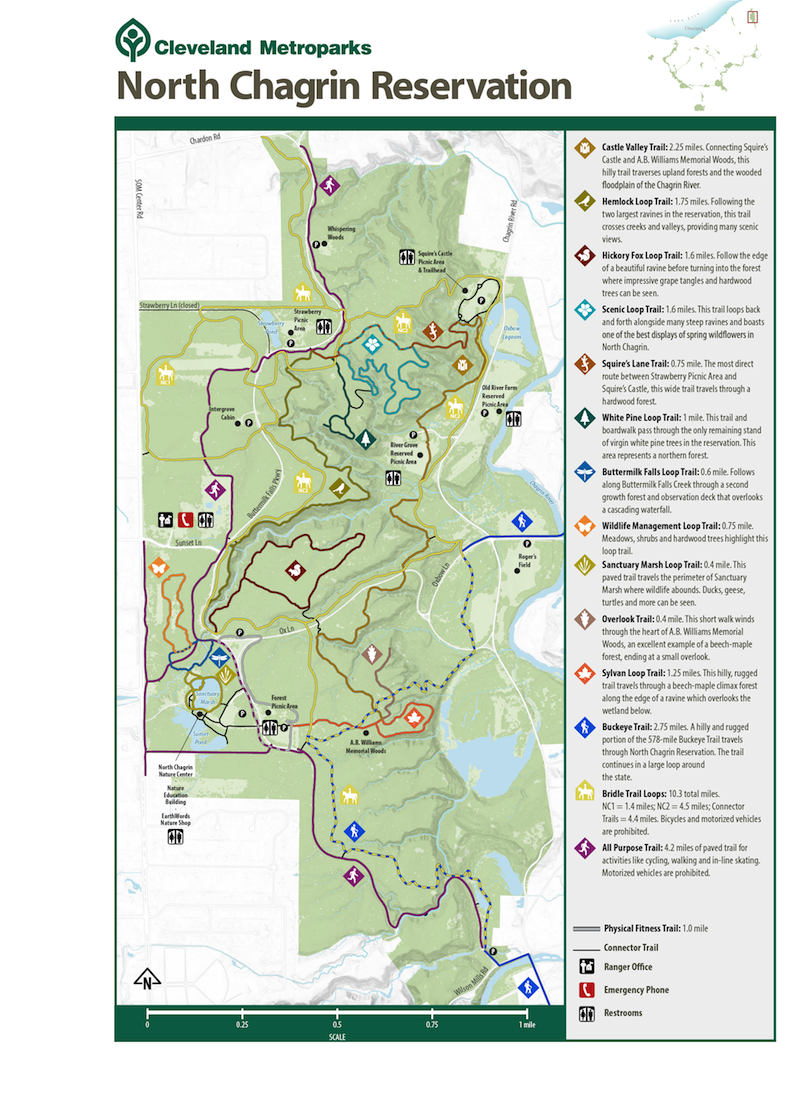 Cleveland Metroparks
North Chagrin Reservation
Chardon Rd
SOM Center Rd
Chagrin River Rd
Whispering
Woods
Squire's Castle
Picnic Area
& Trailhead
Strawberry Ln (closed)
Strawberry
Picnic
Area
Strawberry
Pond
Oxbow
Lagoon
Intergrove
Cabin
Old River Farm
Reserved
Picnic Area
River Grove
Reserved
Picnic Area
Buttermilk Falls Pkwy
Chagrin River
Sunset Ln
Oxbow Ln
Roger's
Field
Ox Ln
Sanctuary
Marsh
Forest
Picnic Area
Sunset
Pond
A.B. Williams
Memorial Woods
North Chagrin
Nature Center
Nature
Education
Building
EarthWords
Nature Shop
Wilson Mills Rd
N
0
0.25
0.5
0.75
1 mile
SCALE
Castle Valley Trail: 2.25 miles. Connecting Squire's
Castle and A.B. Williams Memorial Woods, this
hilly trail traverses upland forests and the wooded
floodplain of the Chagrin River.
Hemlock Loop Trail: 1.75 miles. Following the
two largest ravines in the reservation, this trail
crosses creeks and valleys, providing many scenic
views.
Hickory Fox Loop Trail: 1.6 miles. Follow the edge
of a beautiful ravine before turning into the forest
where impressive grape tangles and hardwood
trees can be seen.
Scenic Loop Trail: 1.6 miles. This trail loops back
and forth alongside many steep ravines and boasts
one of the best displays of spring wildflowers in
North Chagrin.
Squire's Lane Trail: 0.75 mile. The most direct
route between Strawberry Picnic Area and
Squire's Castle, this wide trail travels through a
hardwood forest.
White Pine Loop Trail: 1 mile. This trail and
boardwalk pass through the only remaining stand
of virgin white pine trees in the reservation. This
area represents a northern forest.
Buttermilk Falls Loop Trail: 0.6 mile. Follows
along Buttermilk Falls Creek through a second
growth forest and observation deck that overlooks
a cascading waterfall.
Wildlife Management Loop Trail: 0.75 mile.
Meadows, shrubs and hardwood trees highlight this
loop trail.
Sanctuary Marsh Loop Trail: 0.4 mile. This
paved trail travels the perimeter of Sanctuary
Marsh where wildlife abounds. Ducks, geese,
turtles and more can be seen.
Overlook Trail: 0.4 mile. This short walk winds
through the heart of A.B. Williams Memorial
Woods, an excellent example of a beech-maple
forest, ending at a small overlook.
Sylvan Loop Trail: 1.25 miles. This hilly, rugged
trail travels through a beech-maple climax forest
along the edge of a ravine which overlooks the
wetland below.
Buckeye Trail: 2.75 miles. A hilly and rugged
portion of the 578-mile Buckeye Trail travels
through North Chagrin Reservation. The trail
continues in a large loop around
the state.
Bridle Trail Loops: 10.3 total miles.
NC1 = 1.4 miles; NC2 = 4.5 miles; Connector
Trails = 4.4 miles. Bicycles and motorized vehicles
are prohibited.
All Purpose Trail: 4.2 miles of paved trail for
activities like cycling, walking and in-line skating.
Motorized vehicles are prohibited.
Physical Fitness Trail: 1.0 mile
Connector Trail
Ranger Office
Emergency Phone
Restrooms